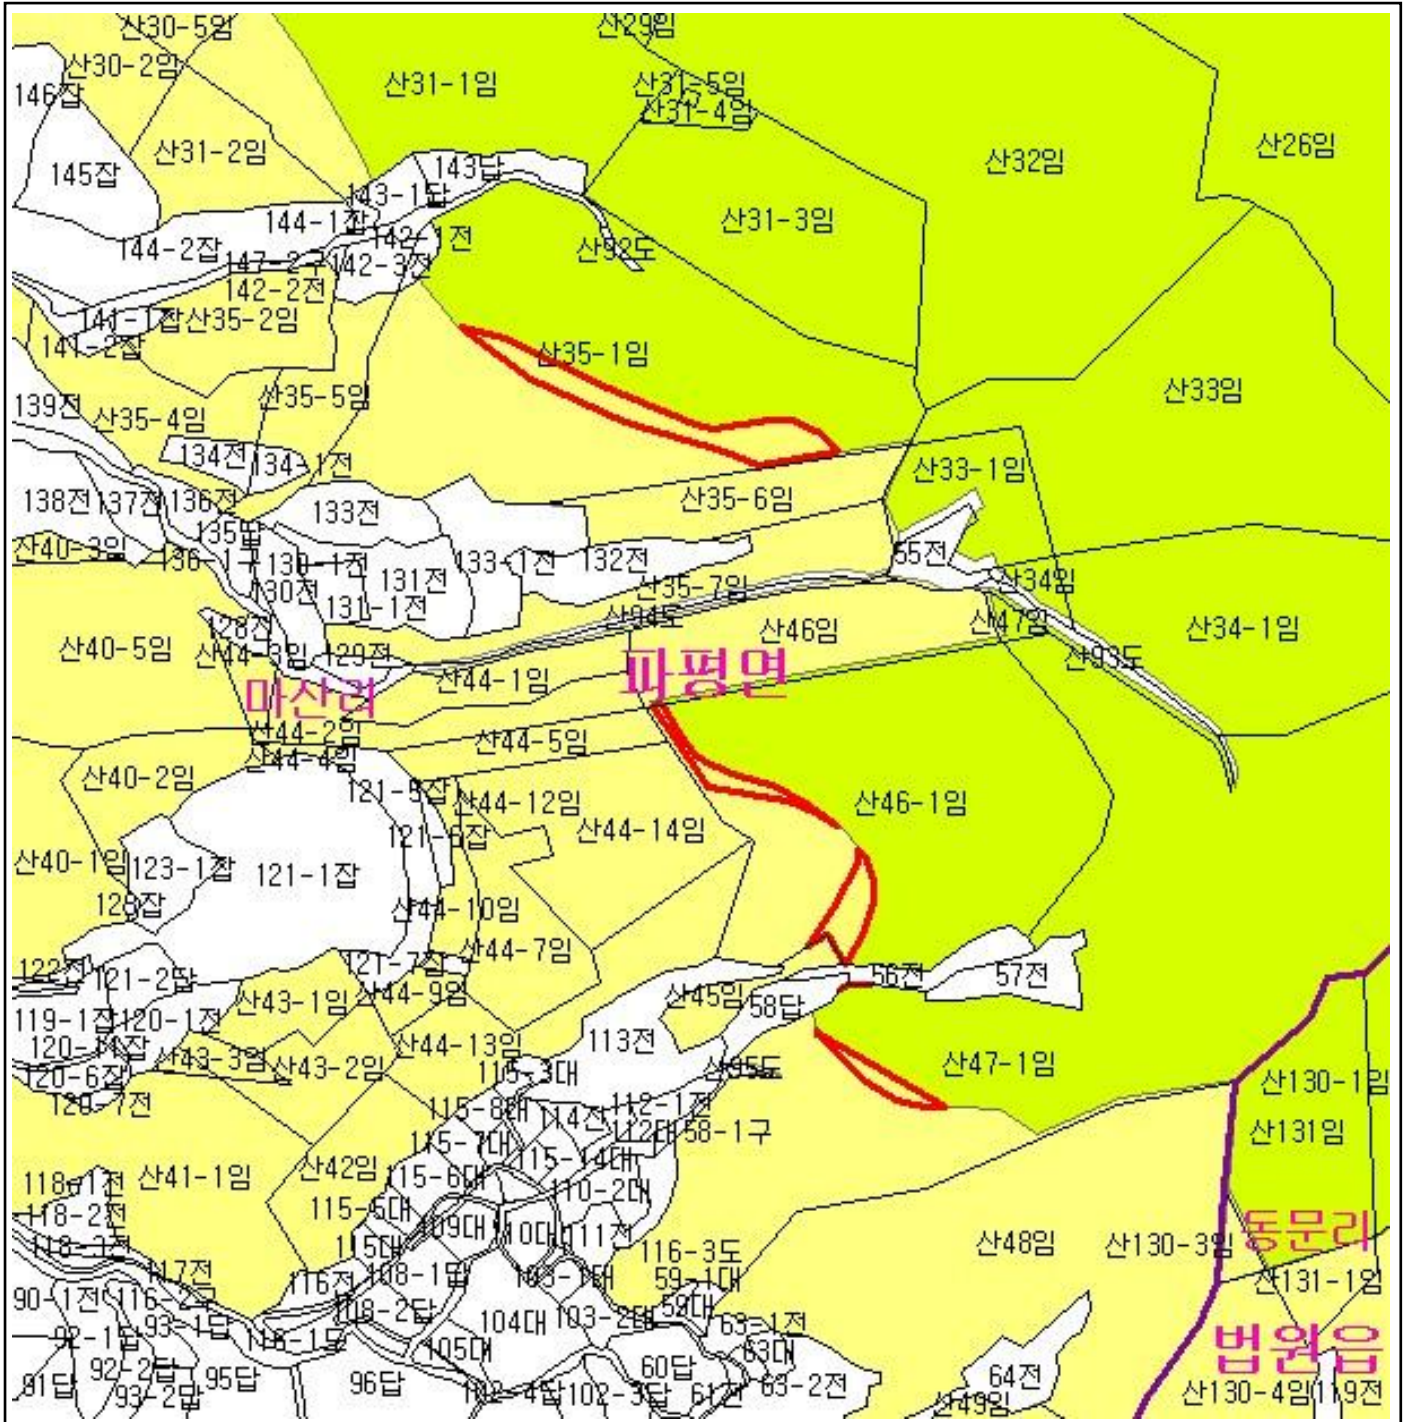 산30-5임
산29임
산30-2임
산31-1임
산31-5임
146잡
산31-4임
산31-2임
산32임
산26임
145잡
143답
143-1답
144-1잡
산31-3임
144-2잡
142-1전
산92도
147-2구
142-3전
142-2전
141-1잡
산35-2임
141-2잡
산35-1임
139전
산35-4임
산35-5임
산33임
134전
134-1전
산33-1임
138전
137전
136전
133전
산35-6임
135답
산40-3임
136-1구
130-1전
131전
133-1전
132전
55전
130전
131-1전
산35-7임
산34임
128전
산94도
산46임
산47임
산34-1임
산40-5임
산44-3임
129전
산93도
마산리
산44-1임
파평면
산44-2임
산44-5임
산44-4임
산40-2임
121-5잡
산44-12임
산46-1임
121-6잡
산44-14임
산40-1임
123-1잡
121-1잡
123잡
산44-10임
산44-7임
121-2답
121-7잡
56전
57전
산43-1임
산44-9임
산45임
58답
119-1잡
120-1전
산44-13임
113전
산43-3임
산43-2임
산47-1임
120-6잡
115-3대
산95도
산130-1임
120-7전
115-8대
114전
112-1전
115-7대
112대
58-1구
산131임
115-14대
산41-1임
산42임
115-6대
110-2대
118-1전
118-2전
115-5대
109대
111전
118-3전
115대
116-3도
산48임
산130-3임
동문리
117전
116전
108-1답
103-1대
59-1대
산131-1임
90-1전
116-2구
108-2답
104대
103-2대
59대
63-1전
92-1답
93-1답
116-1도
105대
63대
법원읍
92-2답
60답
91답
93-2답
95답
96답
102-4답
102-3답
61전
63-2전
64전
산49임
산130-4임
119전